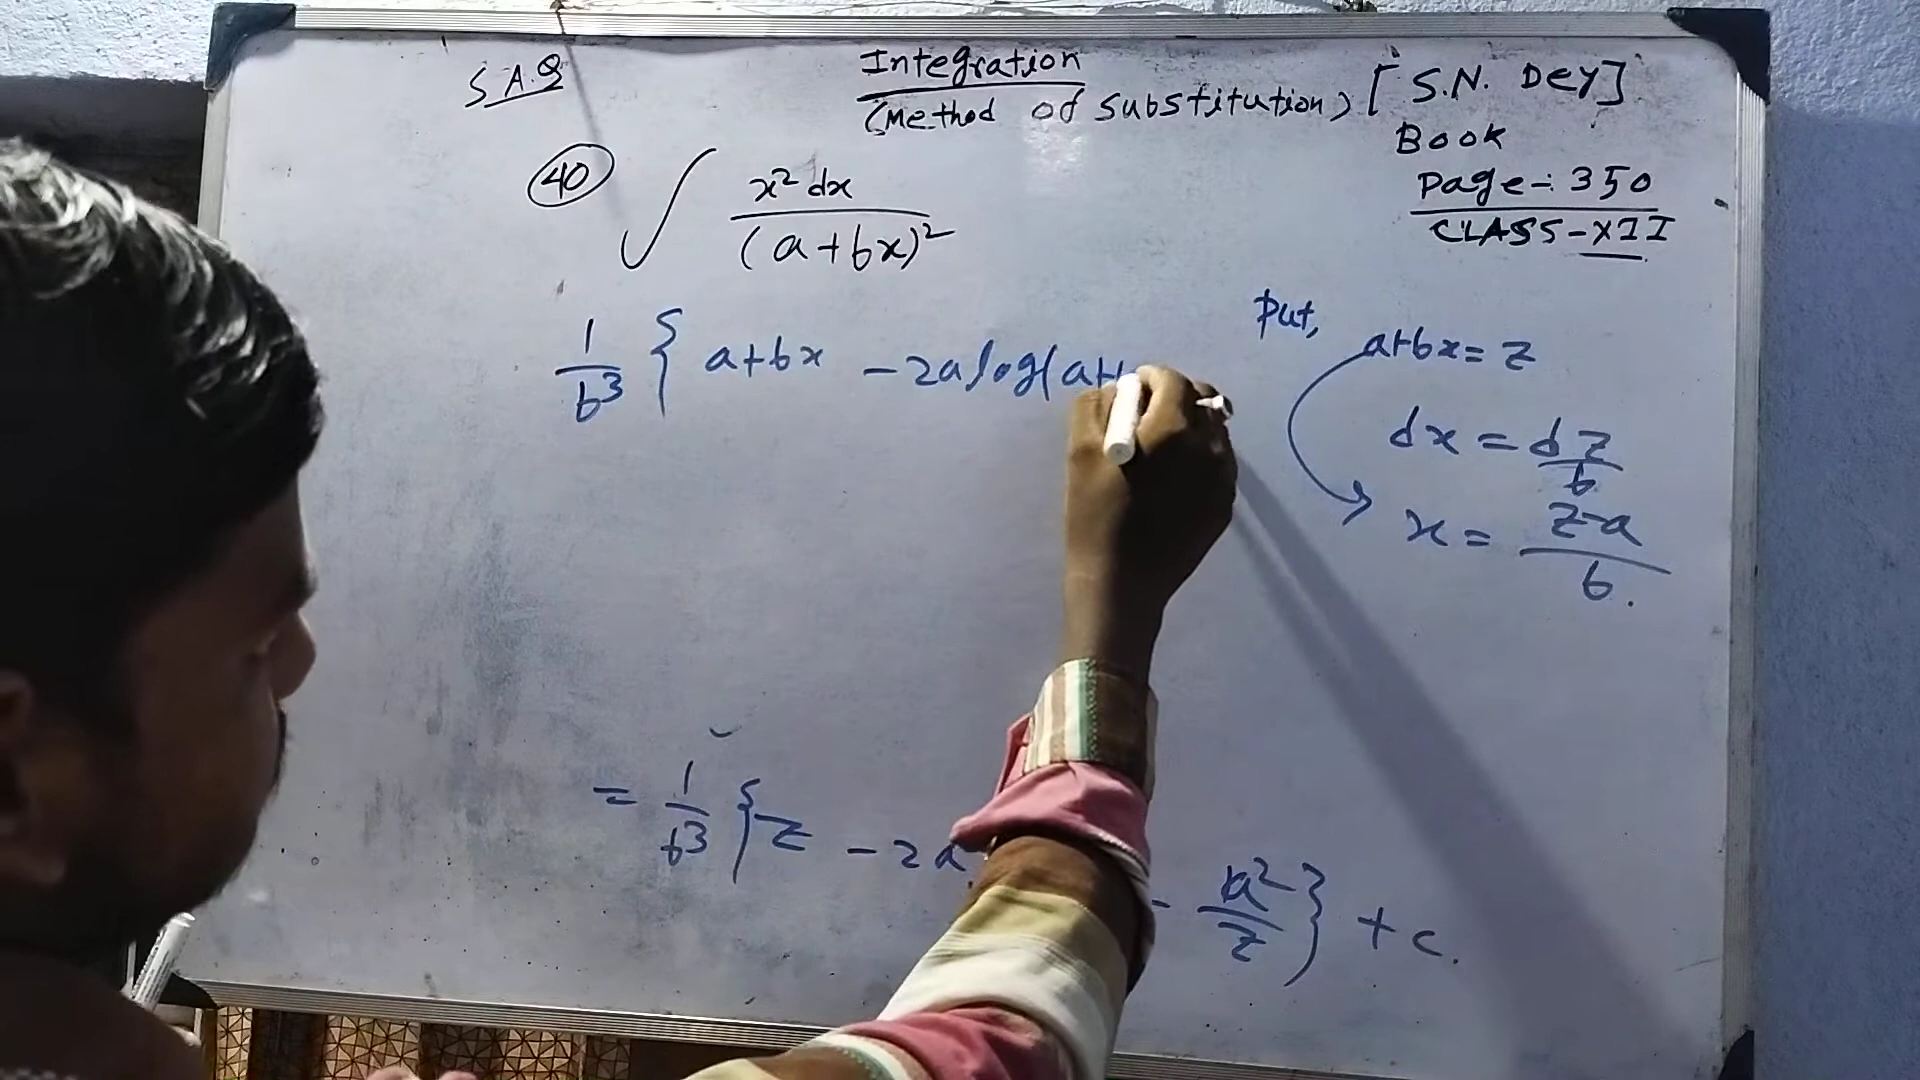 S.A.Q
Integration
(Method of substitution) [S.N. DEY]
Book
Page-: 350
CLASS-XII
40 ∫ x² dx / (a+bx)²
Put, a+bx = z
dx = dz/b
x = z-a / b.
1/b³ { a+bx - 2a log(a+
= 1/b³ { z - 2a - a²/z } + c.